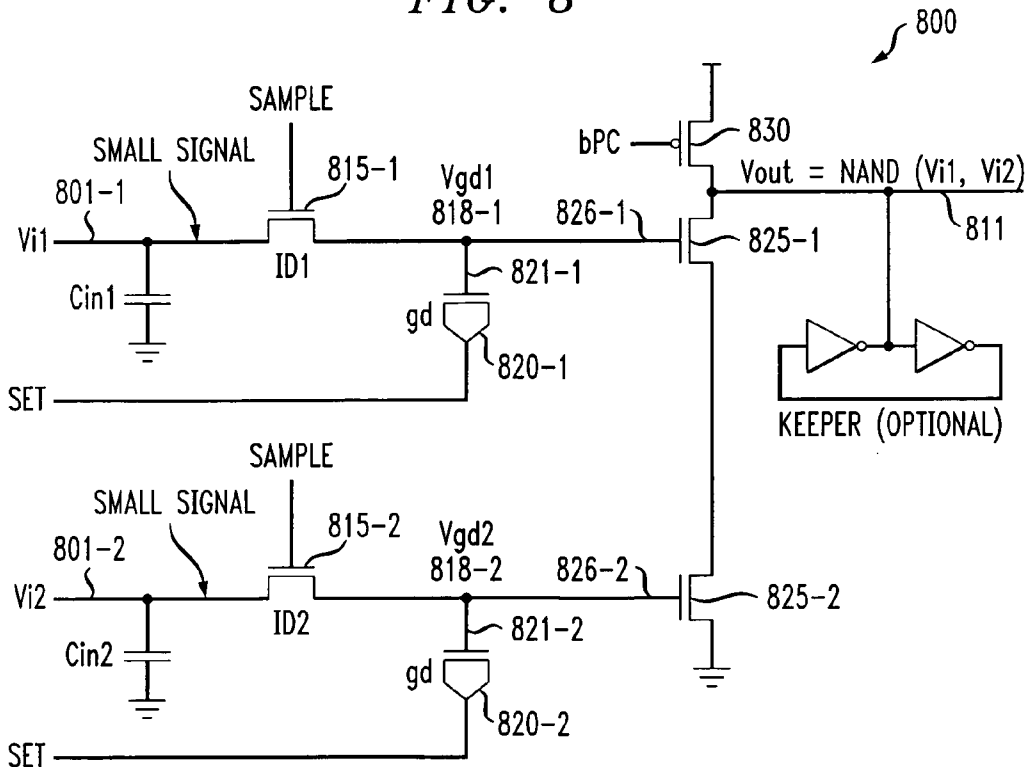 FIG. 8
800
SAMPLE
bPC
830
SMALL SIGNAL
815-1
Vgd1
818-1
Vout = NAND (Vi1, Vi2)
801-1
826-1
825-1
811
Vi1
ID1
821-1
Cin1
gd
820-1
SET
KEEPER (OPTIONAL)
SAMPLE
SMALL SIGNAL
815-2
Vgd2
818-2
801-2
826-2
825-2
Vi2
ID2
821-2
Cin2
gd
820-2
SET